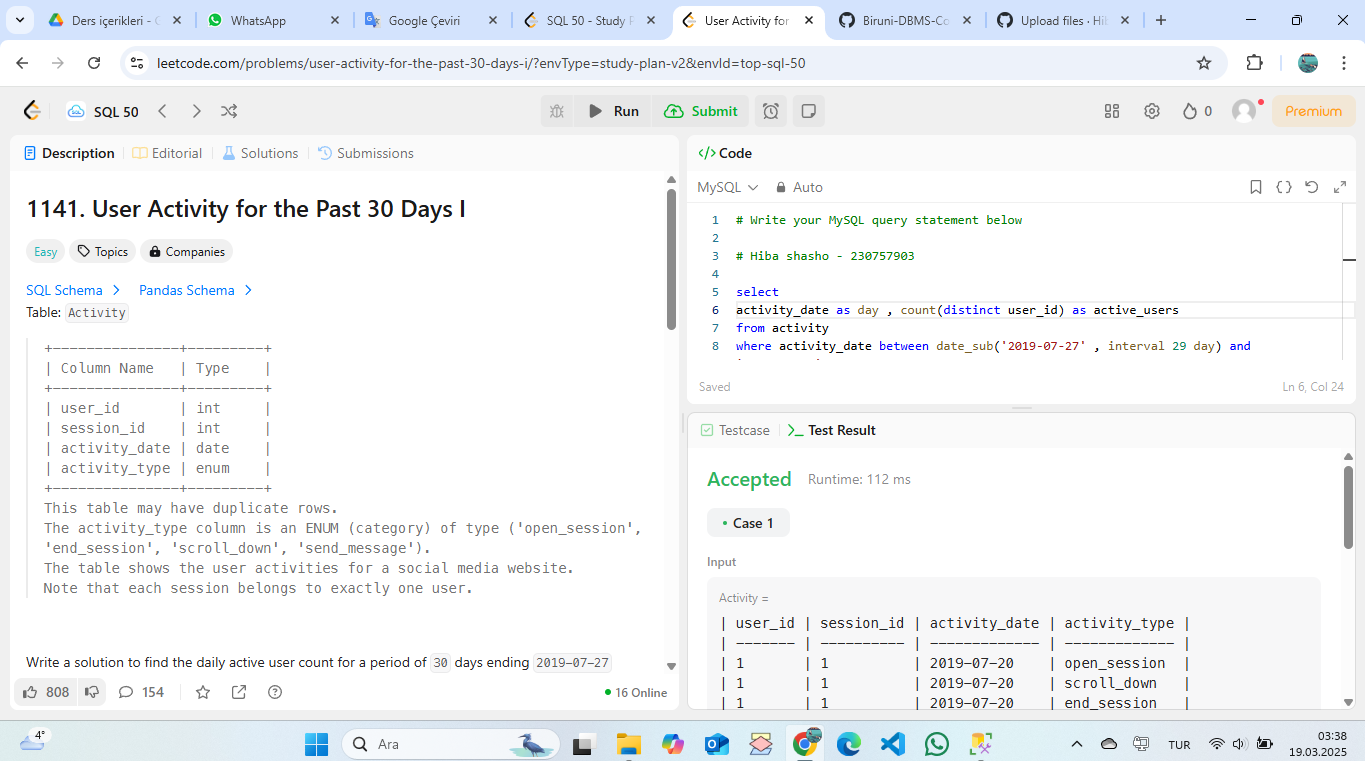 Ders içerikleri - 
WhatsApp
Google Çeviri
SQL 50 - Study P
User Activity for
Biruni-DBMS-Co
Upload files · Hib
leetcode.com/problems/user-activity-for-the-past-30-days-i/?envType=study-plan-v2&envId=top-sql-50
SQL 50
Run
Submit
0
Premium
Description
Editorial
Solutions
Submissions
1141. User Activity for the Past 30 Days I
Easy
Topics
Companies
SQL Schema
Pandas Schema
Table: Activity
+---------------+---------+
| Column Name   | Type    |
+---------------+---------+
| user_id       | int     |
| session_id    | int     |
| activity_date | date    |
| activity_type | enum    |
+---------------+---------+
This table may have duplicate rows.
The activity_type column is an ENUM (category) of type ('open_session',
'end_session', 'scroll_down', 'send_message').
The table shows the user activities for a social media website.
Note that each session belongs to exactly one user.
Write a solution to find the daily active user count for a period of 30 days ending 2019-07-27
808
154
16 Online
</> Code
MySQL
Auto
1 # Write your MySQL query statement below
2
3 # Hiba shasho - 230757903
4
5 select
6 activity_date as day , count(distinct user_id) as active_users
7 from activity
8 where activity_date between date_sub('2019-07-27' , interval 29 day) and
Saved
Ln 6, Col 24
Testcase
Test Result
Accepted
Runtime: 112 ms
• Case 1
Input
Activity =
| user_id | session_id | activity_date | activity_type |
| ------- | ---------- | ------------- | ------------- |
| 1       | 1          | 2019-07-20    | open_session  |
| 1       | 1          | 2019-07-20    | scroll_down   |
| 1       | 1          | 2019-07-20    | end_session   |
4°
Ara
TUR
03:38
19.03.2025